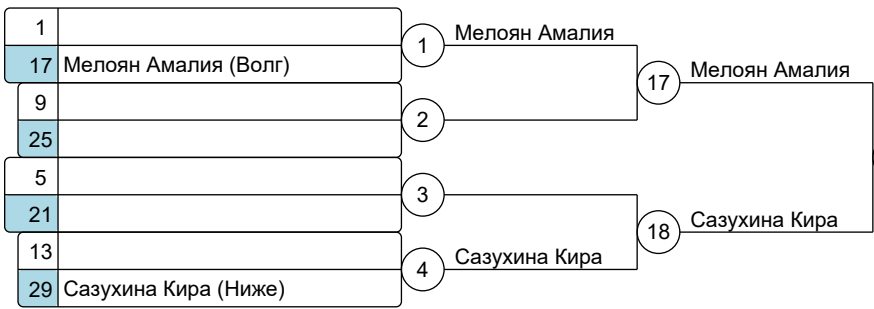 1
17 Мелоян Амалия (Волг)
1 Мелоян Амалия
9
25
2
17 Мелоян Амалия
5
21
3
13
29 Сазухина Кира (Ниже)
4 Сазухина Кира
18 Сазухина Кира